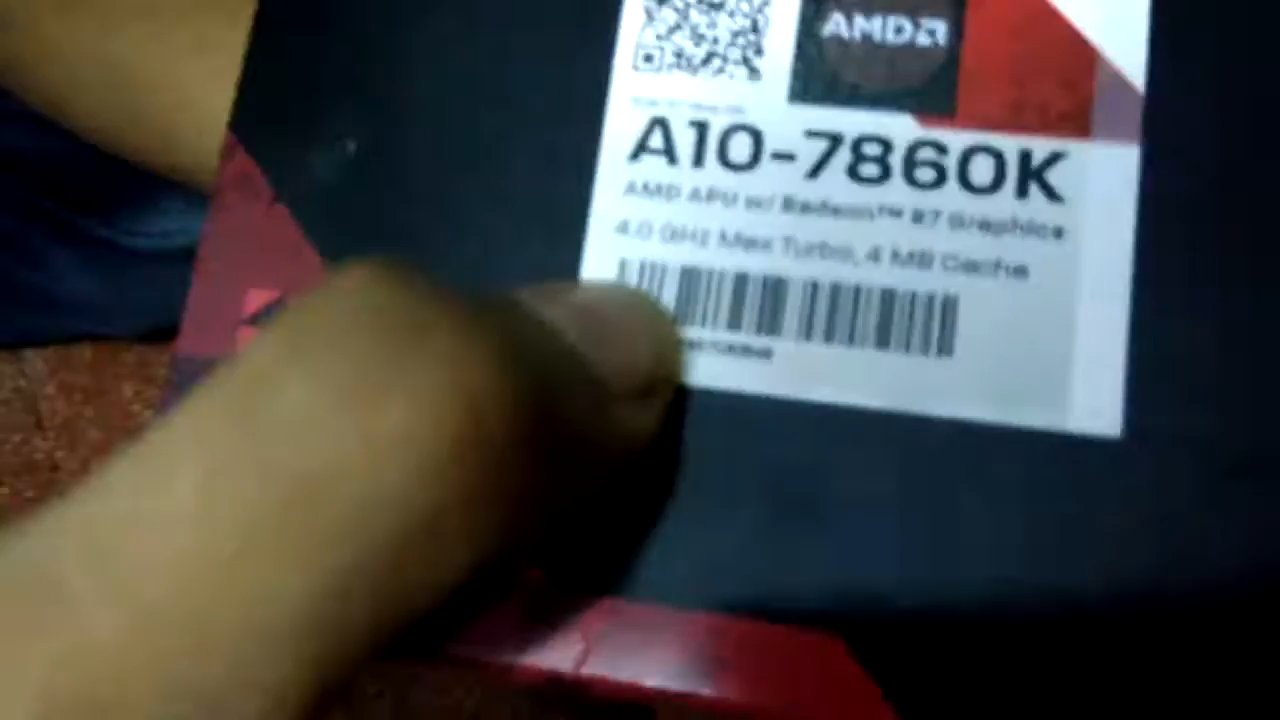 AMD
A10-7860K
AMD APU w/ Radeon™ R7 Graphics
4.0 GHz Max Turbo, 4 MB Cache